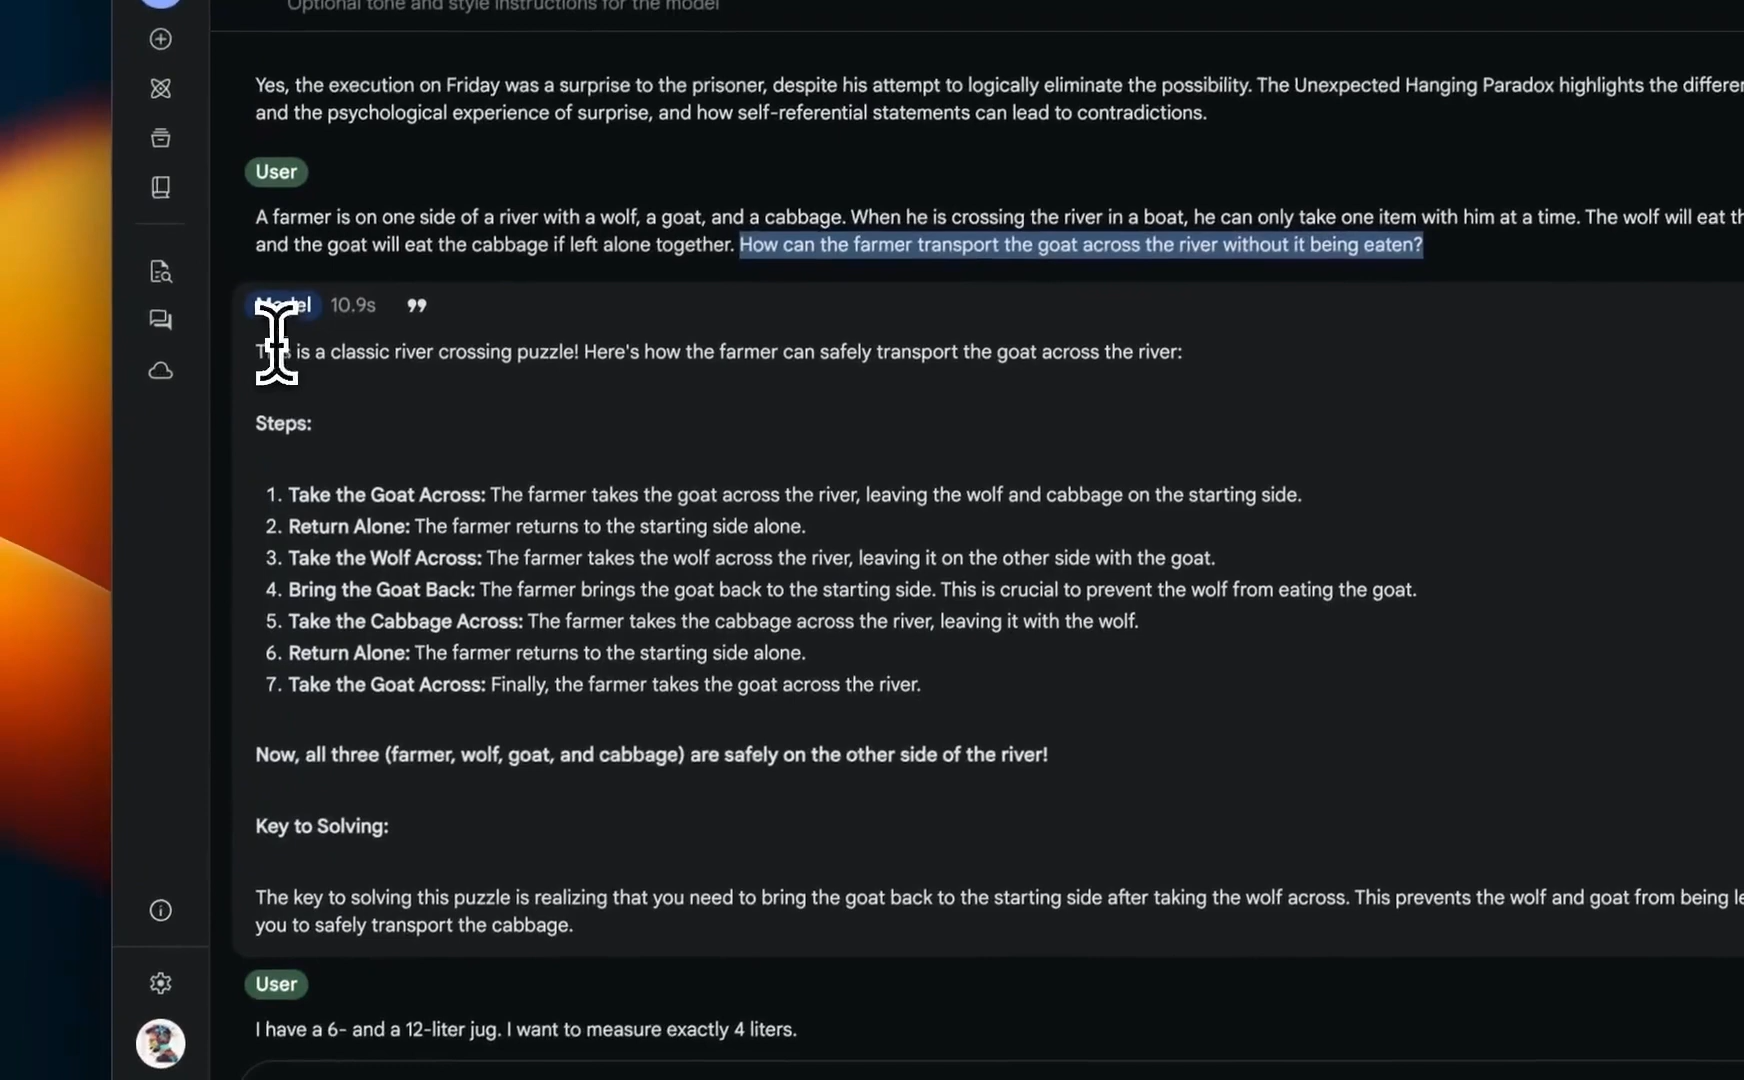 Optional tone and style instructions for the model
Yes, the execution on Friday was a surprise to the prisoner, despite his attempt to logically eliminate the possibility. The Unexpected Hanging Paradox highlights the
and the psychological experience of surprise, and how self-referential statements can lead to contradictions.
User
A farmer is on one side of a river with a wolf, a goat, and a cabbage. When he is crossing the river in a boat, he can only take one item with him at a time. The wolf will eat
and the goat will eat the cabbage if left alone together. How can the farmer transport the goat across the river without it being eaten?
Model 10.9s
This is a classic river crossing puzzle! Here's how the farmer can safely transport the goat across the river:
Steps:
1. Take the Goat Across: The farmer takes the goat across the river, leaving the wolf and cabbage on the starting side.
2. Return Alone: The farmer returns to the starting side alone.
3. Take the Wolf Across: The farmer takes the wolf across the river, leaving it on the other side with the goat.
4. Bring the Goat Back: The farmer brings the goat back to the starting side. This is crucial to prevent the wolf from eating the goat.
5. Take the Cabbage Across: The farmer takes the cabbage across the river, leaving it with the wolf.
6. Return Alone: The farmer returns to the starting side alone.
7. Take the Goat Across: Finally, the farmer takes the goat across the river.
Now, all three (farmer, wolf, goat, and cabbage) are safely on the other side of the river!
Key to Solving:
The key to solving this puzzle is realizing that you need to bring the goat back to the starting side after taking the wolf across. This prevents the wolf and goat from being
you to safely transport the cabbage.
User
I have a 6- and a 12-liter jug. I want to measure exactly 4 liters.